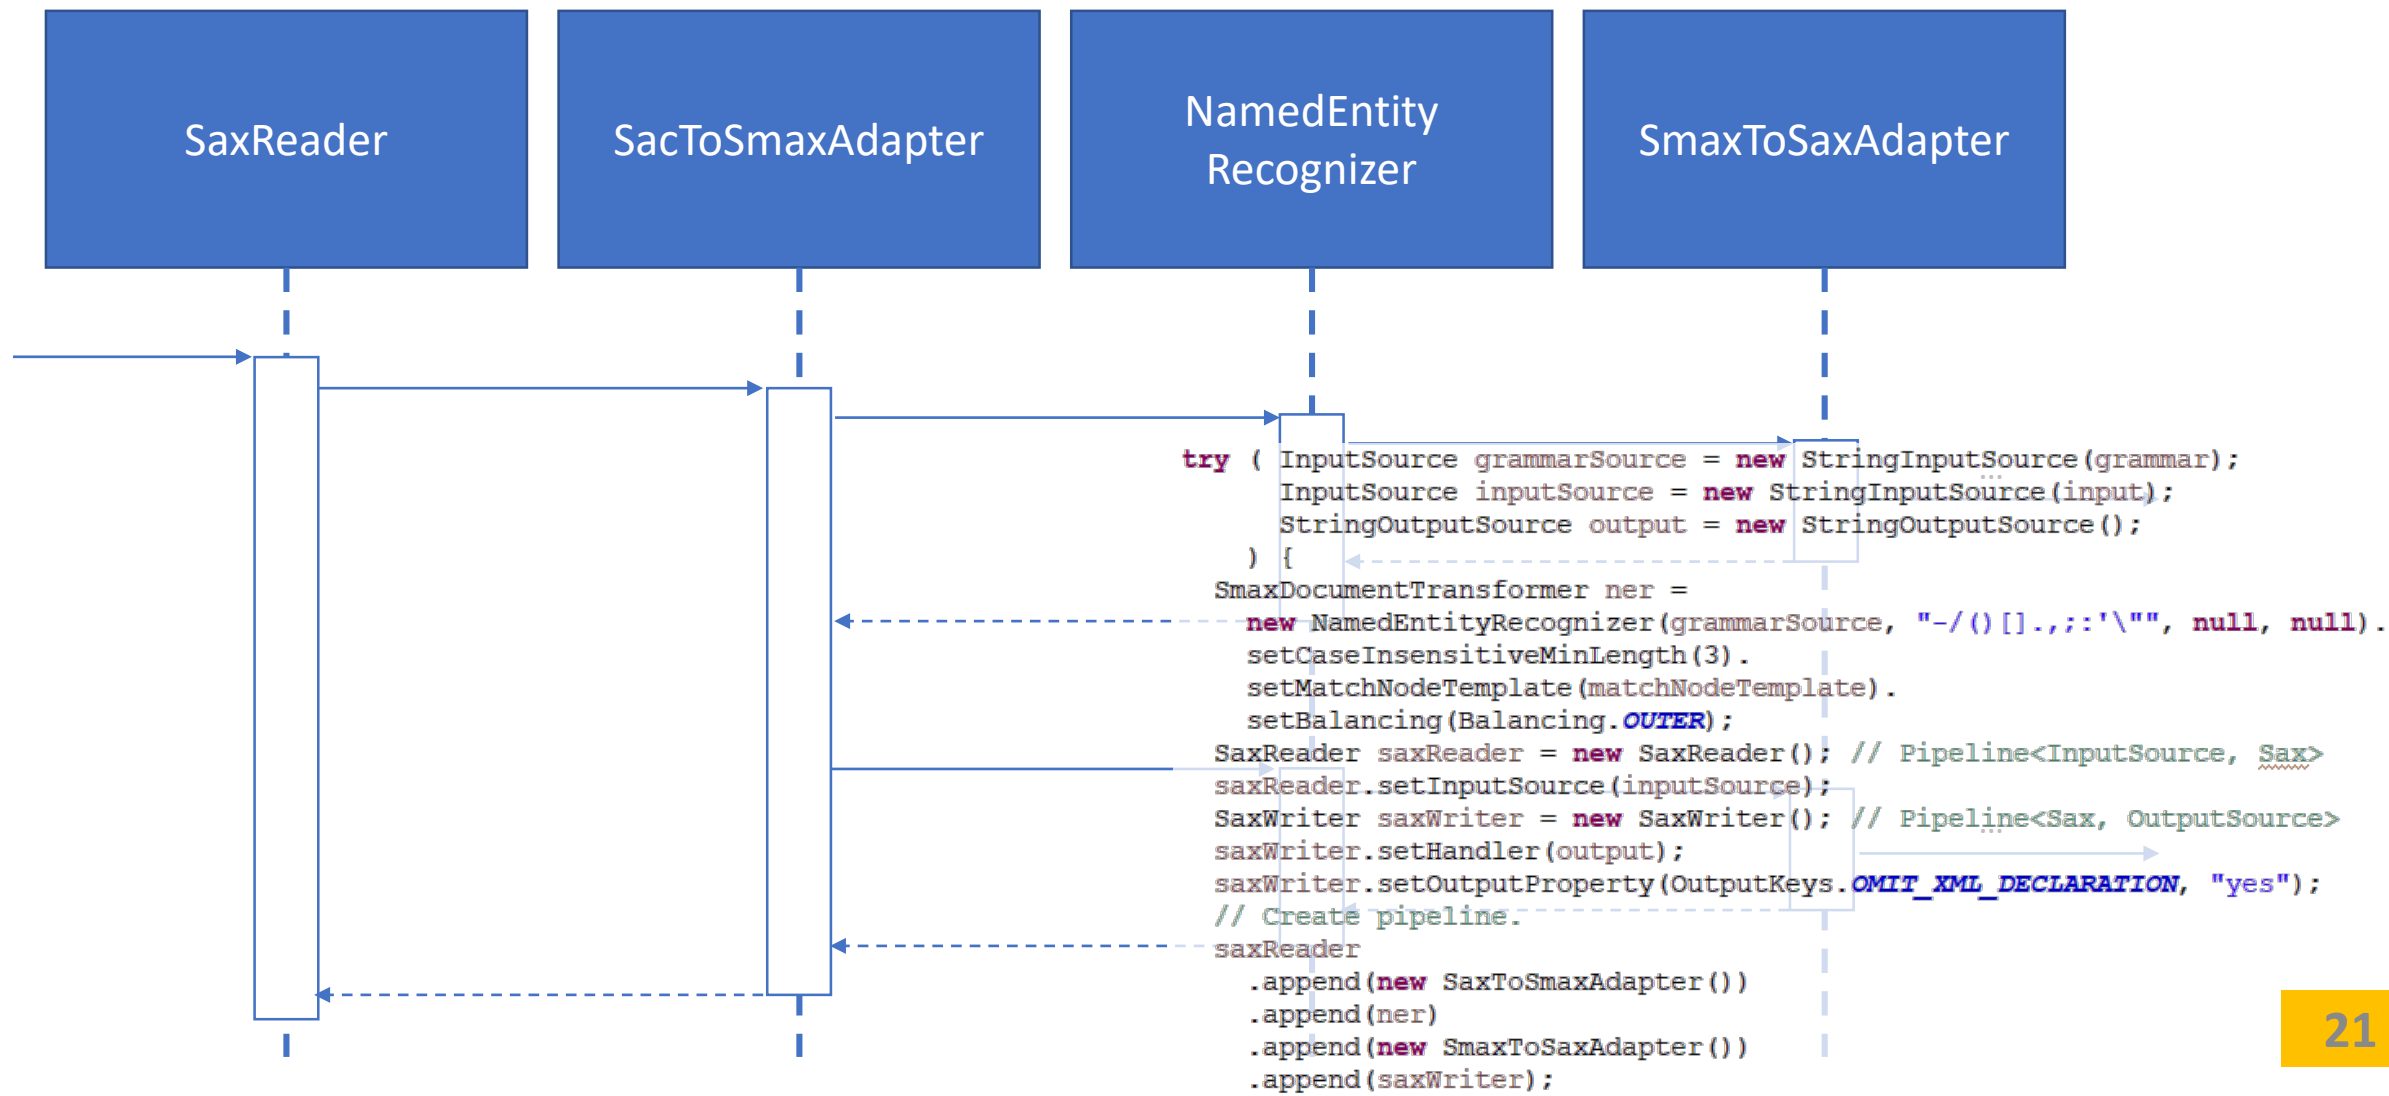 SaxReader
SacToSmaxAdapter
NamedEntity
Recognizer
SmaxToSaxAdapter
try ( InputSource grammarSource = new StringInputSource(grammar);
InputSource inputSource = new StringInputSource(input);
StringOutputSource output = new StringOutputSource();
) {
SmaxDocumentTransformer ner =
new NamedEntityRecognizer(grammarSource, "-/()[].,;:'\"", null, null).
setCaseInsensitiveMinLength(3).
setMatchNodeTemplate(matchNodeTemplate).
setBalancing(Balancing.OUTER);
SaxReader saxReader = new SaxReader(); // Pipeline<InputSource, Sax>
saxReader.setInputSource(inputSource);
SaxWriter saxWriter = new SaxWriter(); // Pipeline<Sax, OutputSource>
saxWriter.setHandler(output);
saxWriter.setOutputProperty(OutputKeys.OMIT_XML_DECLARATION, "yes");
// Create pipeline.
saxReader
.append(new SaxToSmaxAdapter())
.append(ner)
.append(new SmaxToSaxAdapter())
.append(saxWriter);
21